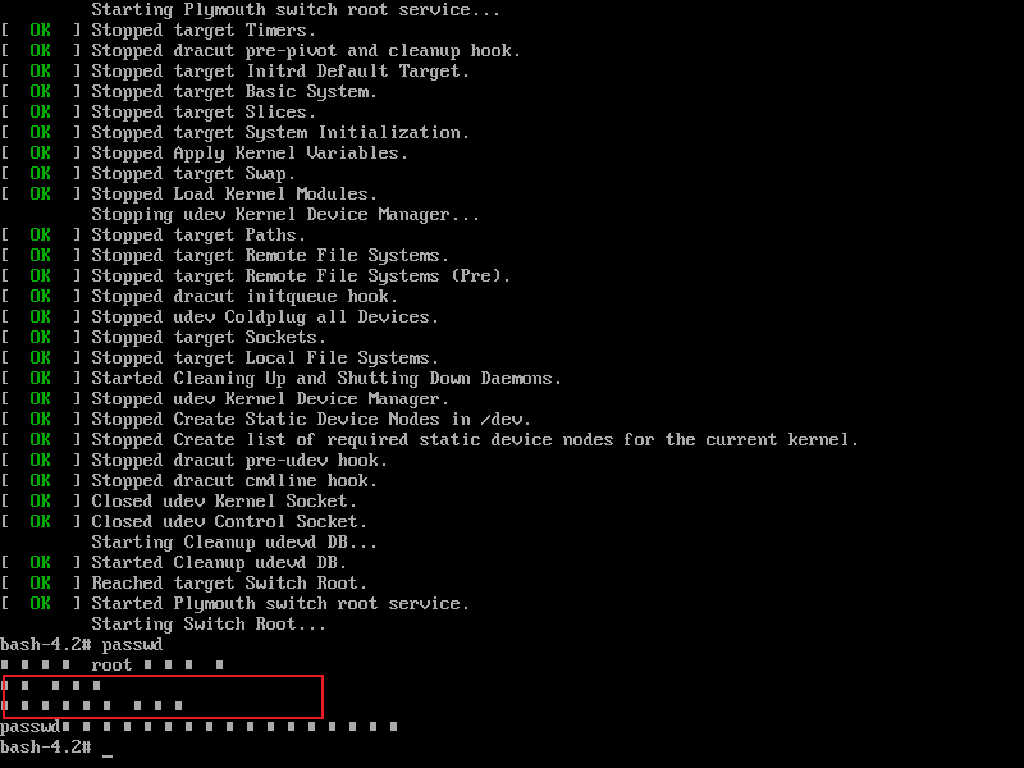 Starting Plymouth switch root service...
[  OK  ] Stopped target Timers.
[  OK  ] Stopped dracut pre-pivot and cleanup hook.
[  OK  ] Stopped target Initrd Default Target.
[  OK  ] Stopped target Basic System.
[  OK  ] Stopped target Slices.
[  OK  ] Stopped target System Initialization.
[  OK  ] Stopped Apply Kernel Variables.
[  OK  ] Stopped target Swap.
[  OK  ] Stopped Load Kernel Modules.
Stopping udev Kernel Device Manager...
[  OK  ] Stopped target Paths.
[  OK  ] Stopped target Remote File Systems.
[  OK  ] Stopped target Remote File Systems (Pre).
[  OK  ] Stopped dracut initqueue hook.
[  OK  ] Stopped udev Coldplug all Devices.
[  OK  ] Stopped target Sockets.
[  OK  ] Stopped target Local File Systems.
[  OK  ] Started Cleaning Up and Shutting Down Daemons.
[  OK  ] Stopped udev Kernel Device Manager.
[  OK  ] Stopped Create Static Device Nodes in /dev.
[  OK  ] Stopped Create list of required static device nodes for the current kernel.
[  OK  ] Stopped dracut pre-udev hook.
[  OK  ] Stopped dracut cmdline hook.
[  OK  ] Closed udev Kernel Socket.
[  OK  ] Closed udev Control Socket.
Starting Cleanup udevd DB...
[  OK  ] Started Cleanup udevd DB.
[  OK  ] Reached target Switch Root.
[  OK  ] Started Plymouth switch root service.
Starting Switch Root...
bash-4.2# passwd
root
passwd
bash-4.2# _